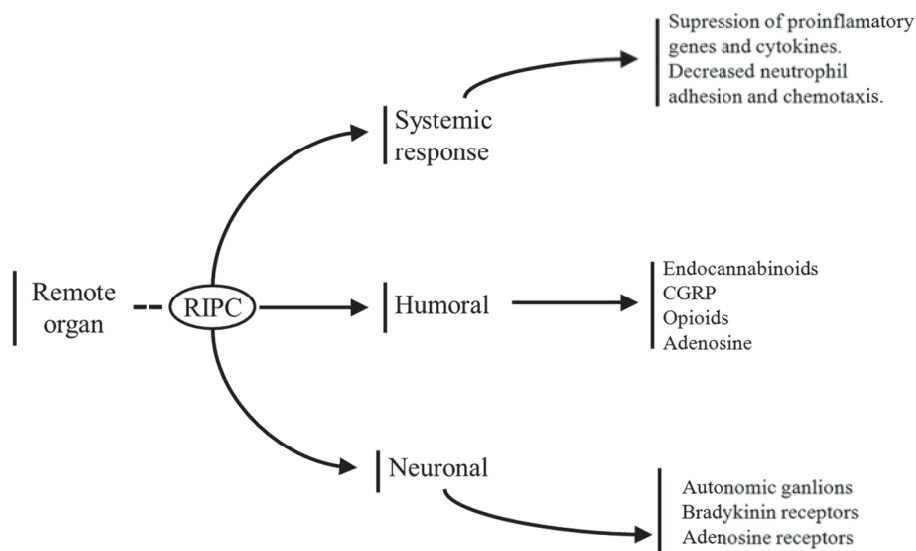 Supression of proinflamatory
genes and cytokines.
Decreased neutrophil
adhesion and chemotaxis.
Systemic
response
Remote
organ
RIPC
Humoral
Endocannabinoids
CGRP
Opioids
Adenosine
Neuronal
Autonomic ganlions
Bradykinin receptors
Adenosine receptors